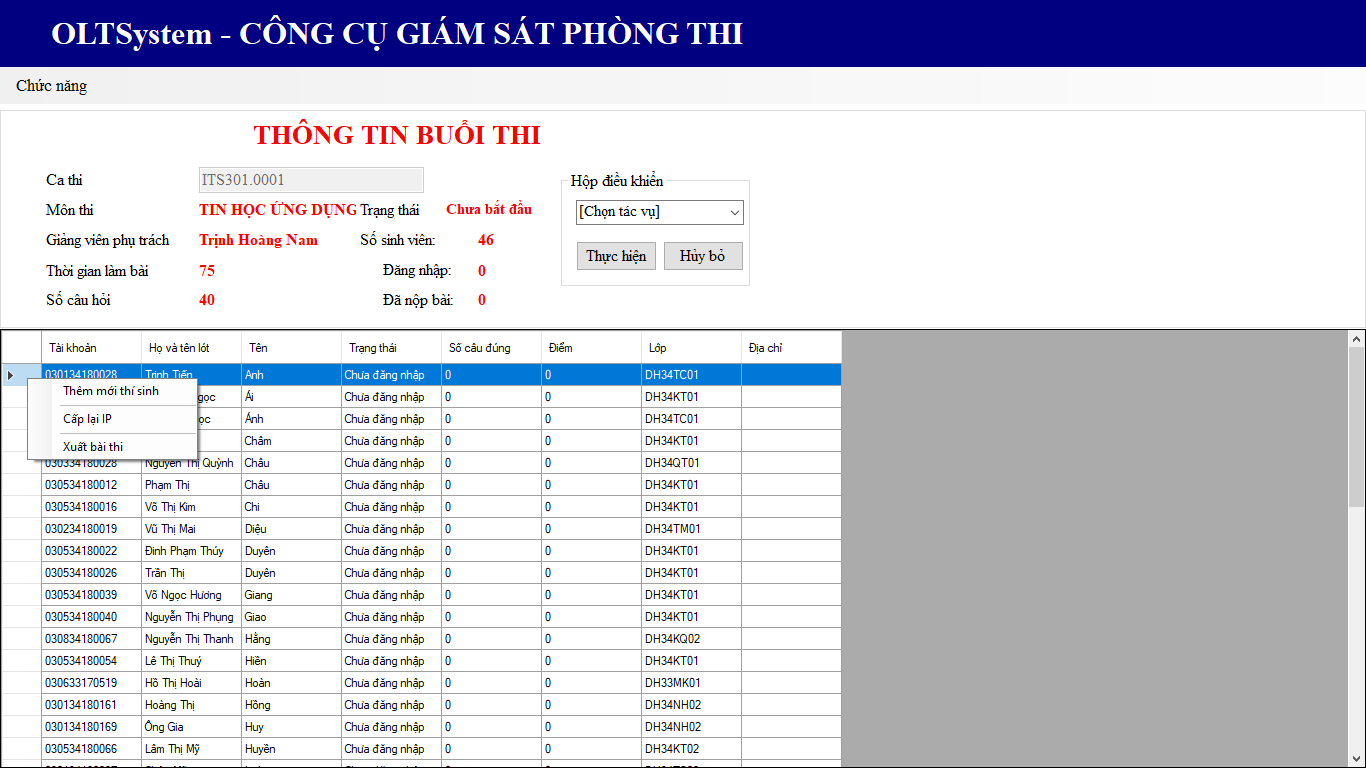 OLTSystem - CÔNG CỤ GIÁM SÁT PHÒNG THI
Chức năng
THÔNG TIN BUỔI THI
Ca thi ITS301.0001
Môn thi TIN HỌC ỨNG DỤNG Trạng thái Chưa bắt đầu
Giảng viên phụ trách Trịnh Hoàng Nam Số sinh viên: 46
Thời gian làm bài 75 Đăng nhập: 0
Số câu hỏi 40 Đã nộp bài: 0
Hộp điều khiển
[Chọn tác vụ]
Thực hiện Hủy bỏ
Tài khoản Họ và tên lót Tên Trạng thái Số câu đúng Điểm Lớp Địa chỉ
030134180028 Trịnh Tiến Anh Chưa đăng nhập 0 0 DH34TC01
Thêm mới thí sinh
Cấp lại IP
Xuất bài thi
Ái Chưa đăng nhập 0 0 DH34KT01
Ánh Chưa đăng nhập 0 0 DH34TC01
Châm Chưa đăng nhập 0 0 DH34KT01
030334180028 Nguyễn Thị Quỳnh Châu Chưa đăng nhập 0 0 DH34QT01
030534180012 Phạm Thị Châu Chưa đăng nhập 0 0 DH34KT01
030534180016 Võ Thị Kim Chi Chưa đăng nhập 0 0 DH34KT01
030234180019 Vũ Thị Mai Diệu Chưa đăng nhập 0 0 DH34TM01
030534180022 Đinh Phạm Thúy Duyên Chưa đăng nhập 0 0 DH34KT01
030534180026 Trần Thị Duyên Chưa đăng nhập 0 0 DH34KT01
030534180039 Võ Ngọc Hương Giang Chưa đăng nhập 0 0 DH34KT01
030534180040 Nguyễn Thị Phụng Giao Chưa đăng nhập 0 0 DH34KT01
030834180067 Nguyễn Thị Thanh Hằng Chưa đăng nhập 0 0 DH34KQ02
030534180054 Lê Thị Thuý Hiền Chưa đăng nhập 0 0 DH34KT01
030633170519 Hồ Thị Hoài Hoàn Chưa đăng nhập 0 0 DH33MK01
030134180161 Hoàng Thị Hồng Chưa đăng nhập 0 0 DH34NH02
030134180169 Ông Gia Huy Chưa đăng nhập 0 0 DH34NH02
030534180066 Lâm Thị Mỹ Huyền Chưa đăng nhập 0 0 DH34KT02